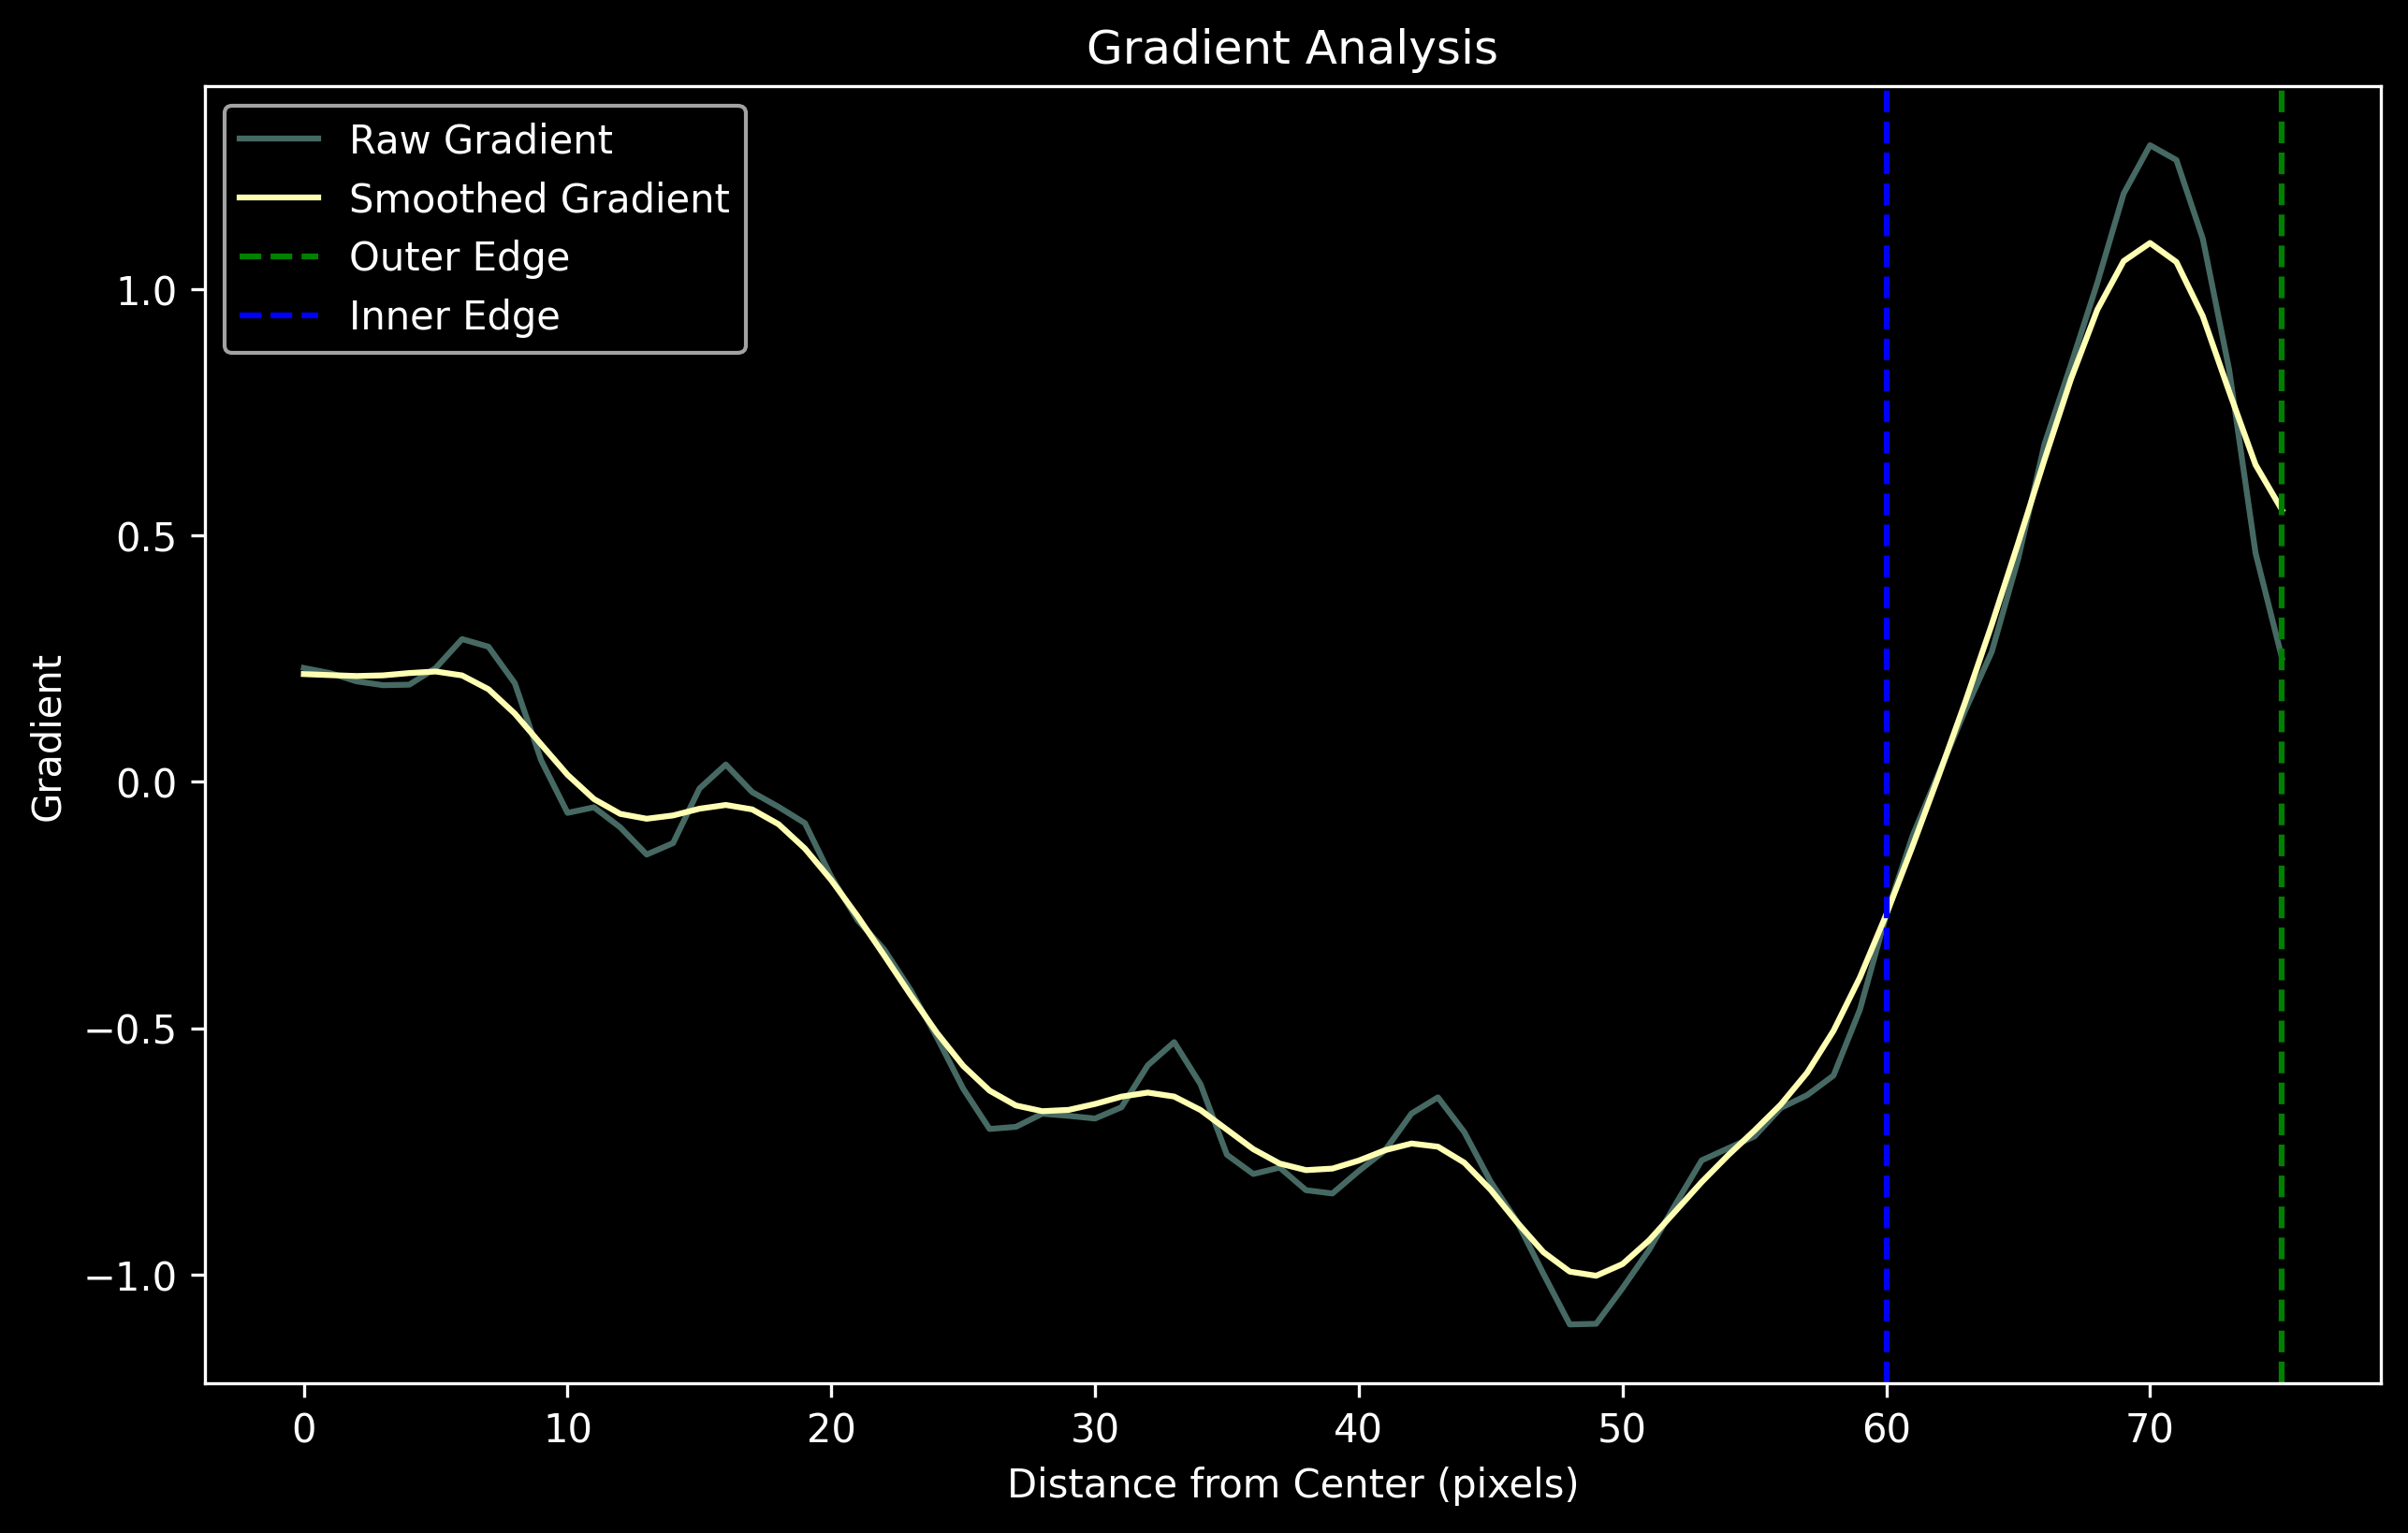 Gradient Analysis
Raw Gradient
Smoothed Gradient
Outer Edge
Inner Edge
1.0
0.5
0.0
−0.5
−1.0
Gradient
0 10 20 30 40 50 60 70
Distance from Center (pixels)